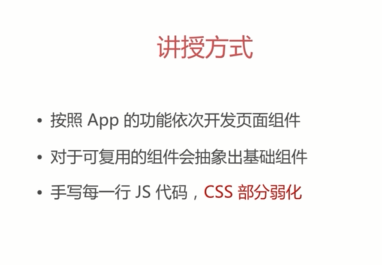 讲授方式
• 按照 App 的功能依次开发页面组件
• 对于可复用的组件会抽象出基础组件
• 手写每一行 JS 代码，CSS 部分弱化